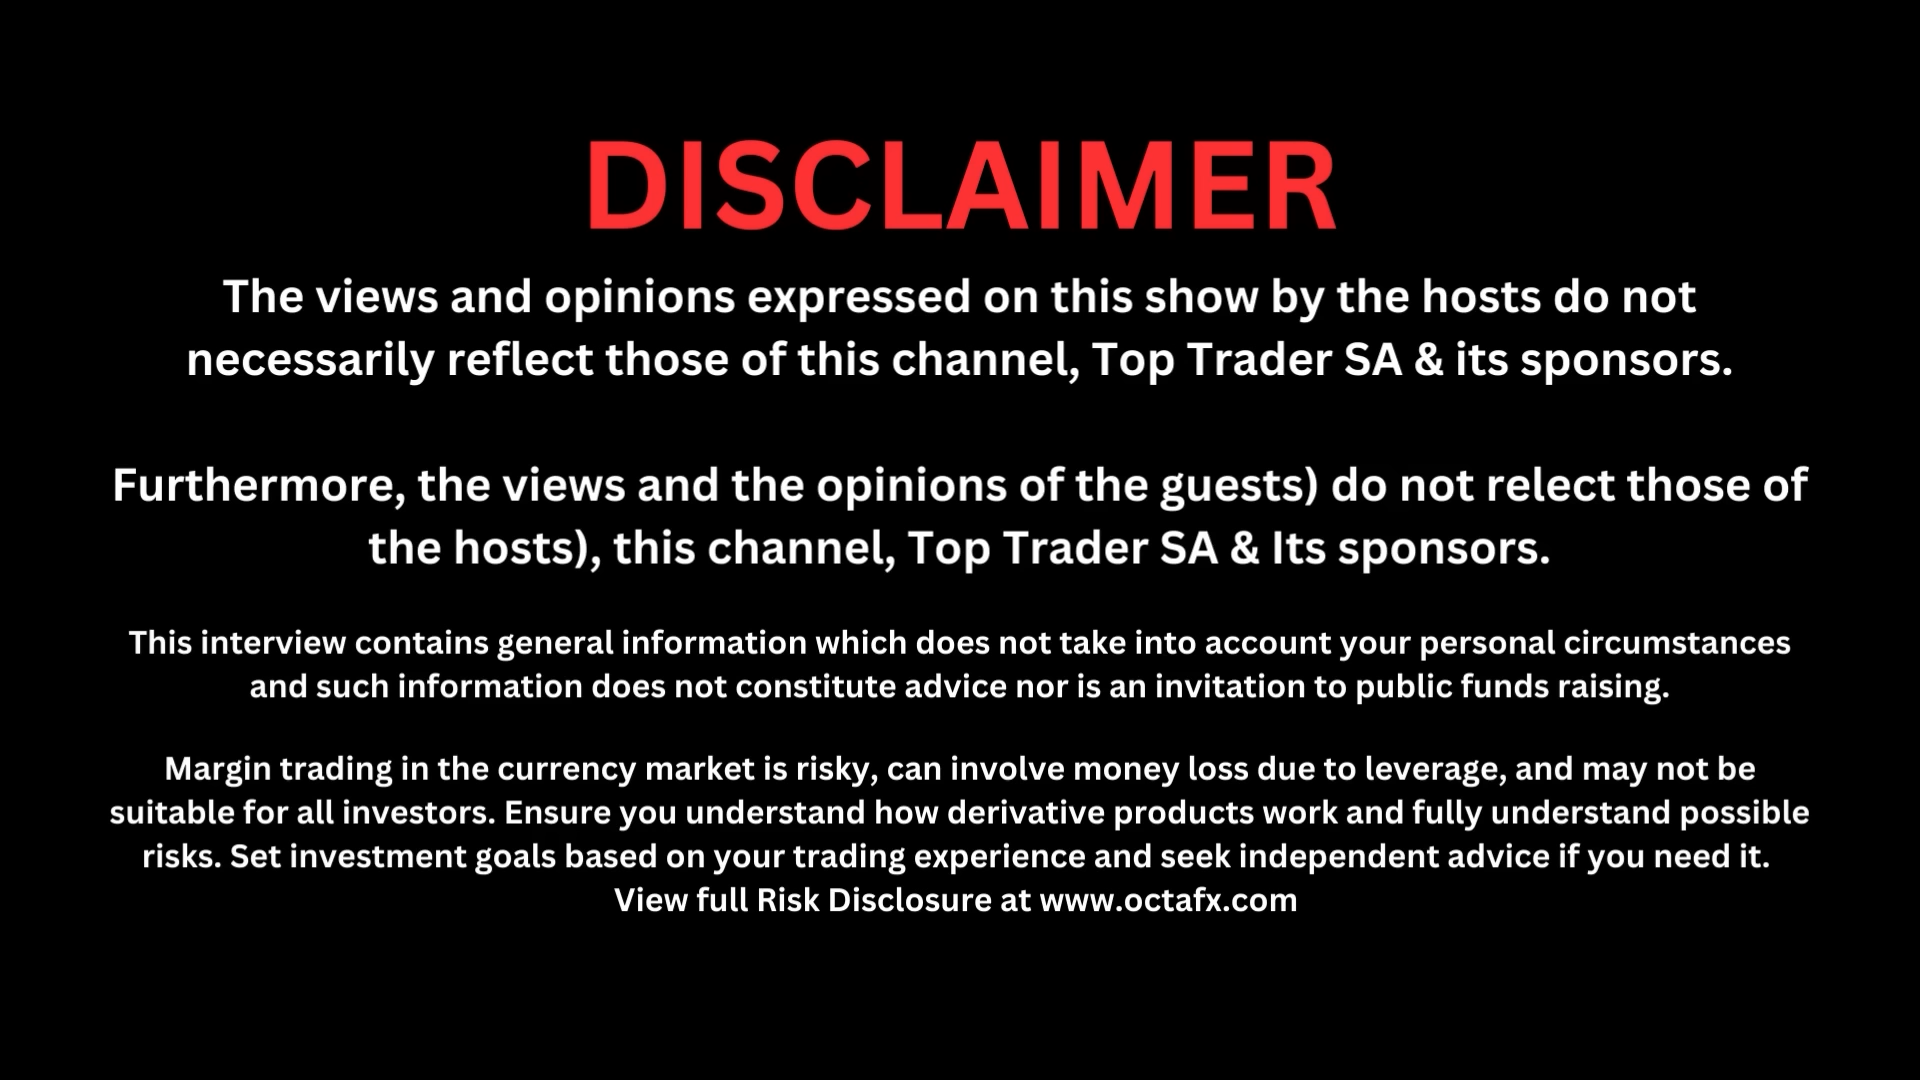 DISCLAIMER
The views and opinions expressed on this show by the hosts do not
necessarily reflect those of this channel, Top Trader SA & its sponsors.
Furthermore, the views and the opinions of the guests) do not relect those of
the hosts), this channel, Top Trader SA & Its sponsors.
This interview contains general information which does not take into account your personal circumstances
and such information does not constitute advice nor is an invitation to public funds raising.
Margin trading in the currency market is risky, can involve money loss due to leverage, and may not be
suitable for all investors. Ensure you understand how derivative products work and fully understand possible
risks. Set investment goals based on your trading experience and seek independent advice if you need it.
View full Risk Disclosure at www.octafx.com